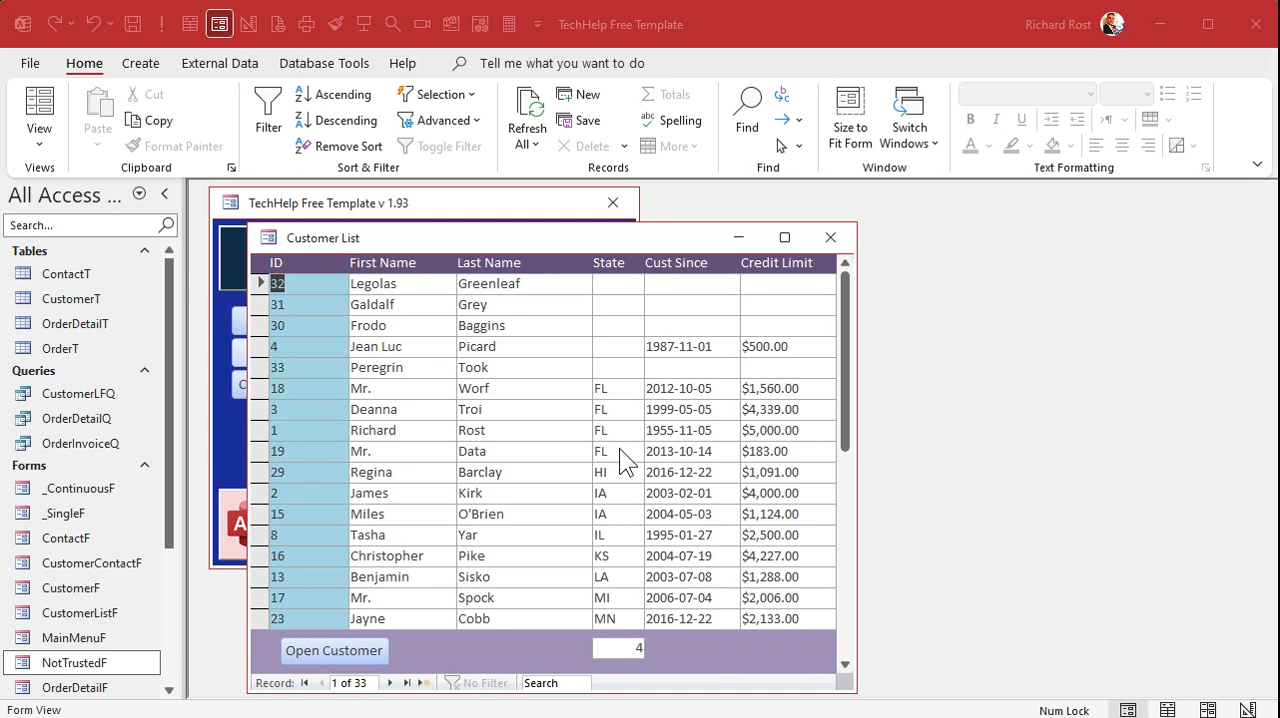 TechHelp Free Template
Richard Rost
File Home Create External Data Database Tools Help Tell me what you want to do
View
Views
Paste
Cut
Copy
Format Painter
Clipboard
Filter
Ascending
Descending
Remove Sort
Selection
Advanced
Toggle Filter
Sort & Filter
Refresh
All
New
Save
Delete
Totals
Spelling
More
Records
Find
Find
Size to
Fit Form
Switch
Windows
Window
Text Formatting
All Access ...
Search...
Tables
ContactT
CustomerT
OrderDetailT
OrderT
Queries
CustomerLFQ
OrderDetailQ
OrderInvoiceQ
Forms
_ContinuousF
_SingleF
ContactF
CustomerContactF
CustomerF
CustomerListF
MainMenuF
NotTrustedF
OrderDetailF
TechHelp Free Template v 1.93
Customer List
ID First Name Last Name State Cust Since Credit Limit
32 Legolas Greenleaf
31 Galdalf Grey
30 Frodo Baggins
4 Jean Luc Picard 1987-11-01 $500.00
33 Peregrin Took
18 Mr. Worf FL 2012-10-05 $1,560.00
3 Deanna Troi FL 1999-05-05 $4,339.00
1 Richard Rost FL 1955-11-05 $5,000.00
19 Mr. Data FL 2013-10-14 $183.00
29 Regina Barclay HI 2016-12-22 $1,091.00
2 James Kirk IA 2003-02-01 $4,000.00
15 Miles O'Brien IA 2004-05-03 $1,124.00
8 Tasha Yar IL 1995-01-27 $2,500.00
16 Christopher Pike KS 2004-07-19 $4,227.00
13 Benjamin Sisko LA 2003-07-08 $1,288.00
17 Mr. Spock MI 2006-07-04 $2,006.00
23 Jayne Cobb MN 2016-12-22 $2,133.00
Open Customer 4
Record: 1 of 33 No Filter Search
Form View
Num Lock